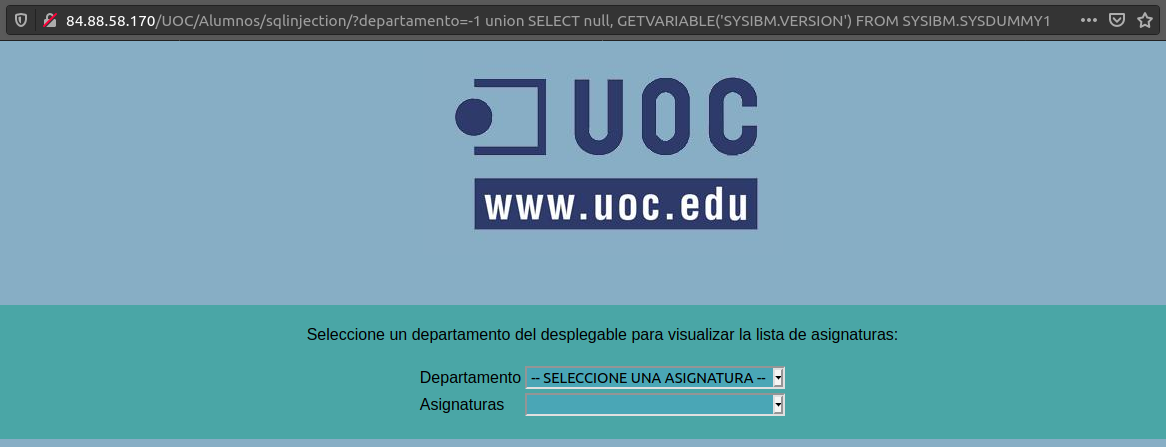 84.88.58.170/UOC/Alumnos/sqlinjection/?departamento=-1 union SELECT null, GETVARIABLE('SYSIBM.VERSION') FROM SYSIBM.SYSDUMMY1
UOC
www.uoc.edu
Seleccione un departamento del desplegable para visualizar la lista de asignaturas:
Departamento -- SELECCIONE UNA ASIGNATURA --
Asignaturas